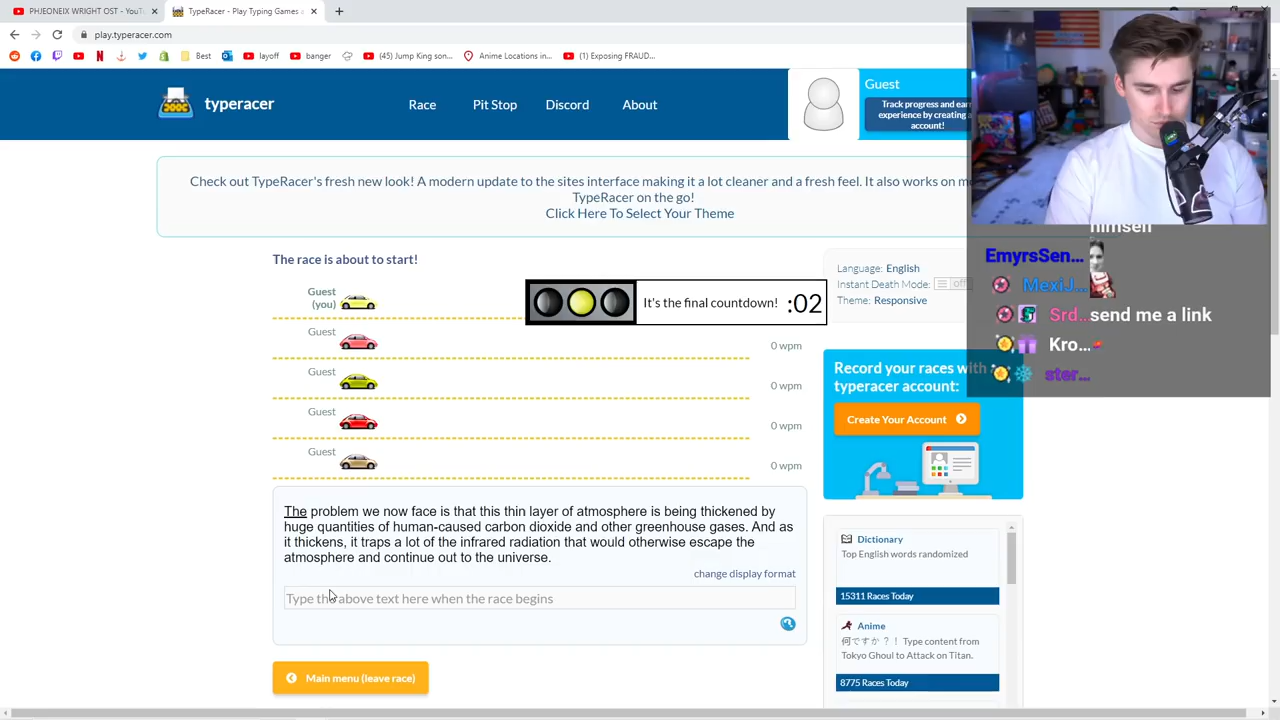 PHJEONEIX WRIGHT OST - YouT
TypeRacer - Play Typing Games
play.typeracer.com
Best
layoff
banger
(45) Jump King son...
Anime Locations in...
(1) Exposing FRAUD...
typeracer
Race
Pit Stop
Discord
About
Guest
Track progress and earn
experience by creating a
account!
Check out TypeRacer's fresh new look! A modern update to the sites interface making it a lot cleaner and a fresh feel. It also works on
TypeRacer on the go!
Click Here To Select Your Theme
The race is about to start!
Guest
(you)
It's the final countdown!
:02
Guest
0 wpm
Guest
0 wpm
Guest
0 wpm
Guest
0 wpm
The problem we now face is that this thin layer of atmosphere is being thickened by
huge quantities of human-caused carbon dioxide and other greenhouse gases. And as
it thickens, it traps a lot of the infrared radiation that would otherwise escape the
atmosphere and continue out to the universe.
change display format
Type the above text here when the race begins
Main menu (leave race)
Language: English
Instant Death Mode: off
Theme: Responsive
Record your races with
typeracer account:
Create Your Account
Dictionary
Top English words randomized
15311 Races Today
Anime
何ですか？！ Type content from
Tokyo Ghoul to Attack on Titan.
8775 Races Today
EmyrsSen...
MexiJ...
Srd... send me a link
Kro...
ster...